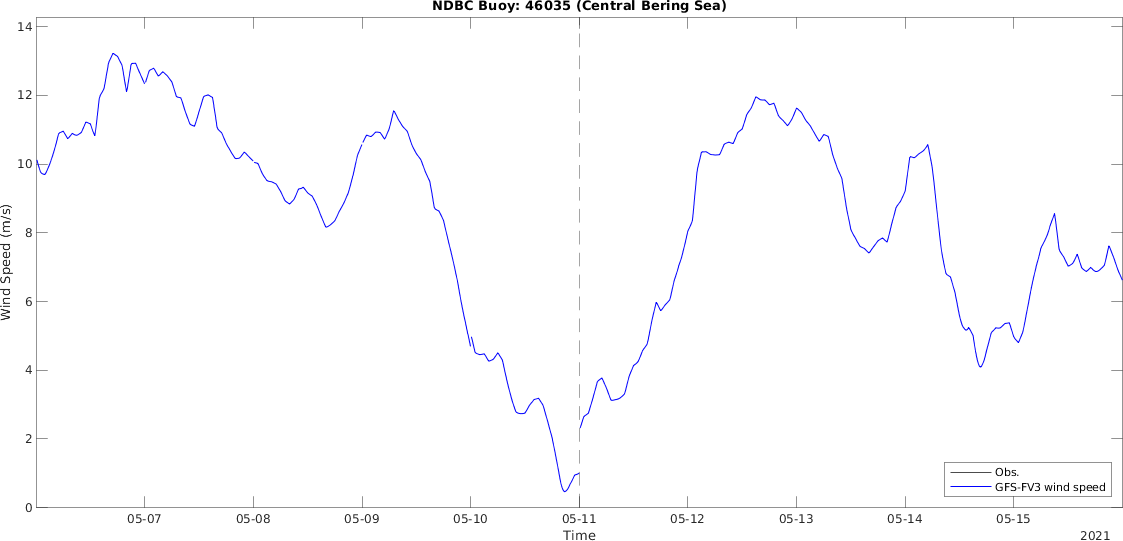 NDBC Buoy: 46035 (Central Bering Sea)
14
12
10
8
6
4
2
0
Wind Speed (m/s)
05-07 05-08 05-09 05-10 05-11 05-12 05-13 05-14 05-15
Time
2021
Obs.
GFS-FV3 wind speed